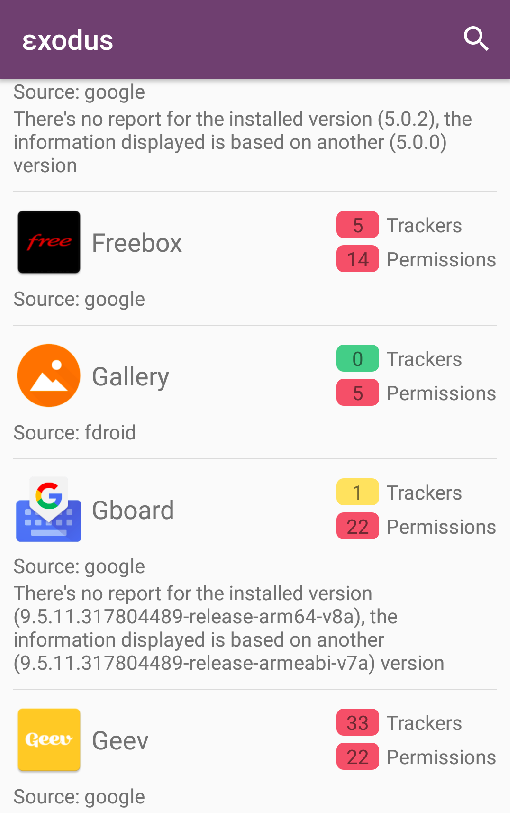 εxodus
Source: google
There's no report for the installed version (5.0.2), the
information displayed is based on another (5.0.0)
version
free
Freebox
5 Trackers
14 Permissions
Source: google
Gallery
0 Trackers
5 Permissions
Source: fdroid
G
Gboard
1 Trackers
22 Permissions
Source: google
There's no report for the installed version
(9.5.11.317804489-release-arm64-v8a), the
information displayed is based on another
(9.5.11.317804489-release-armeabi-v7a) version
Geev
Geev
33 Trackers
22 Permissions
Source: google